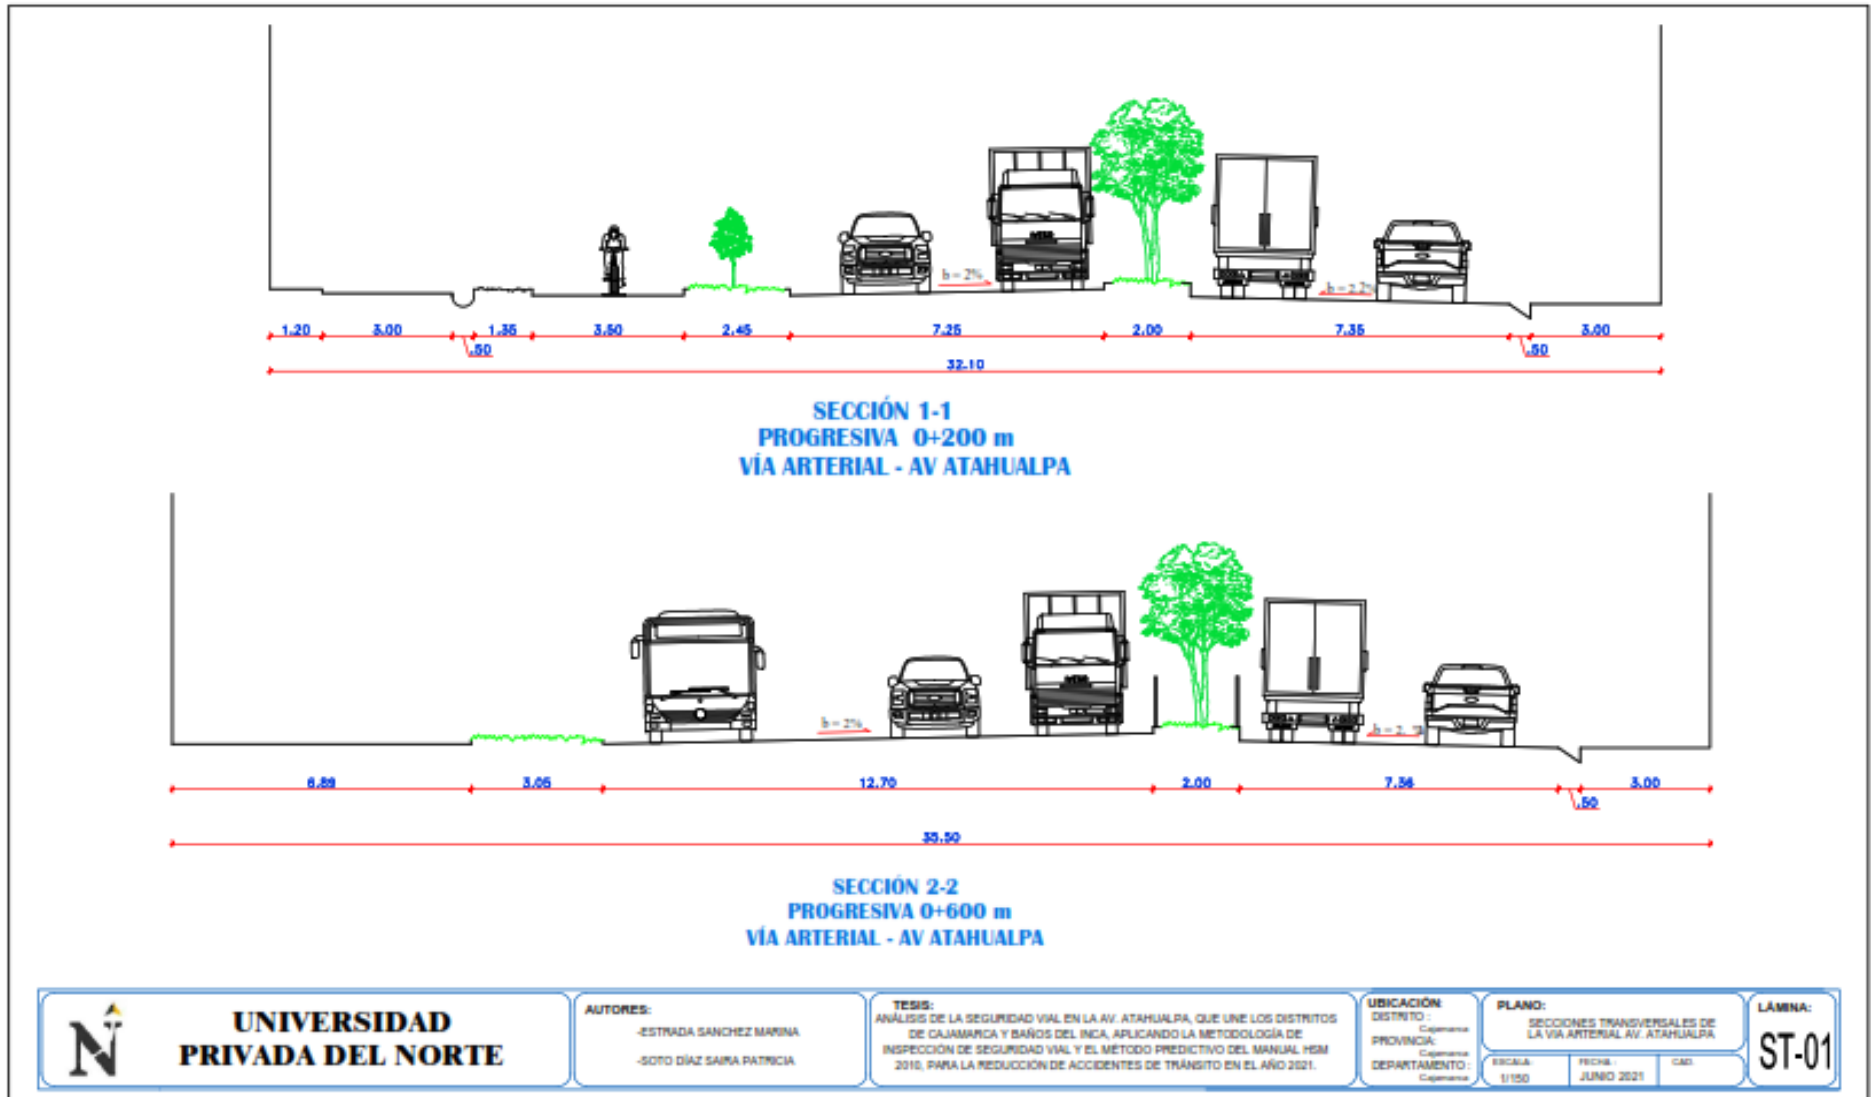 b = 2%
b = 2.2%
1.20 3.00 1.35 3.50 2.45 7.25 2.00 7.35 3.00
.50 .50
32.10
SECCIÓN 1-1
PROGRESIVA 0+200 m
VÍA ARTERIAL - AV ATAHUALPA
b = 2%
b = 2.
6.89 3.05 12.70 2.00 7.36 3.00
.50
35.50
SECCIÓN 2-2
PROGRESIVA 0+600 m
VÍA ARTERIAL - AV ATAHUALPA
N
UNIVERSIDAD
PRIVADA DEL NORTE
AUTORES:
-ESTRADA SANCHEZ MARINA
-SOTO DÍAZ SAIRA PATRICIA
TESIS:
ANÁLISIS DE LA SEGURIDAD VIAL EN LA AV. ATAHUALPA, QUE UNE LOS DISTRITOS
DE CAJAMARCA Y BAÑOS DEL INCA, APLICANDO LA METODOLOGÍA DE
INSPECCIÓN DE SEGURIDAD VIAL Y EL MÉTODO PREDICTIVO DEL MANUAL HSM
2010, PARA LA REDUCCIÓN DE ACCIDENTES DE TRÁNSITO EN EL AÑO 2021.
UBICACIÓN:
DISTRITO :
Cajamarca
PROVINCIA:
Cajamarca
DEPARTAMENTO :
Cajamarca
PLANO:
SECCIONES TRANSVERSALES DE
LA VIA ARTERIAL AV. ATAHUALPA
ESCALA:
1/150
FECHA :
JUNIO 2021
CAD:
LÁMINA:
ST-01